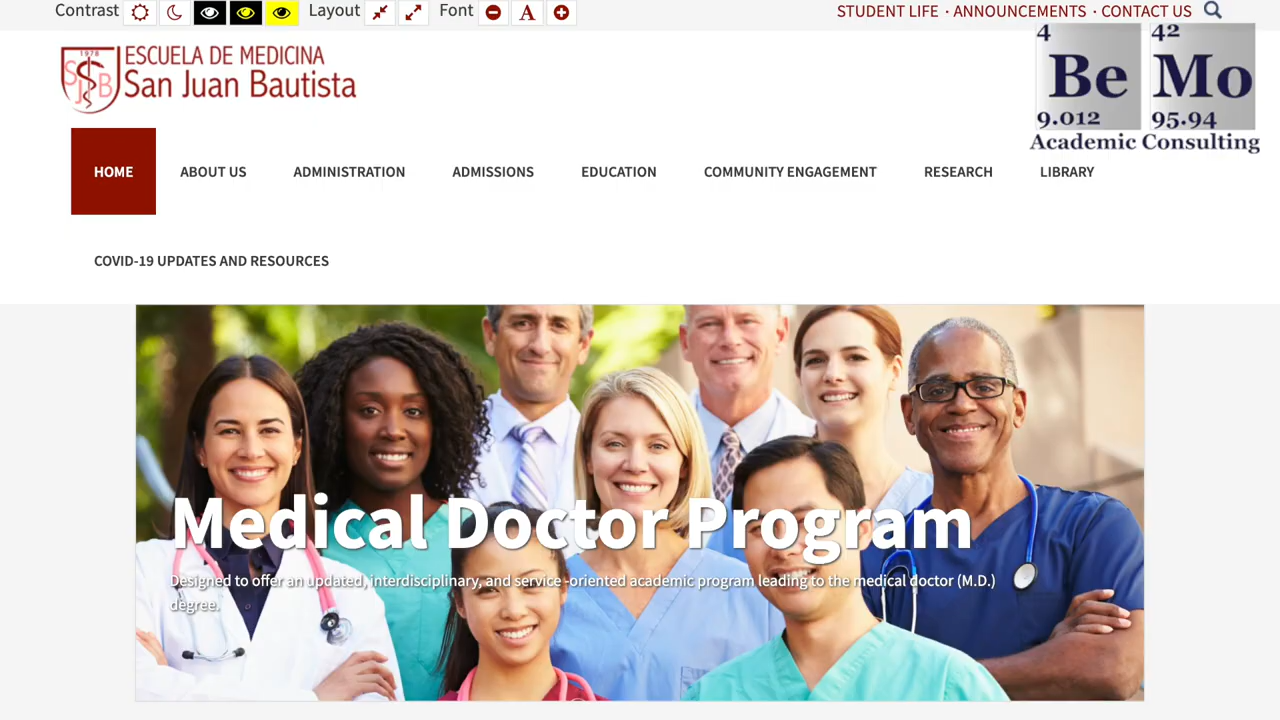 Contrast Layout Font A
STUDENT LIFE · ANNOUNCEMENTS · CONTACT US
1978
SJB
ESCUELA DE MEDICINA
San Juan Bautista
4 42
Be Mo
9.012 95.94
Academic Consulting
HOME ABOUT US ADMINISTRATION ADMISSIONS EDUCATION COMMUNITY ENGAGEMENT RESEARCH LIBRARY
COVID-19 UPDATES AND RESOURCES
Medical Doctor Program
Designed to offer an updated, interdisciplinary, and service -oriented academic program leading to the medical doctor (M.D.)
degree.